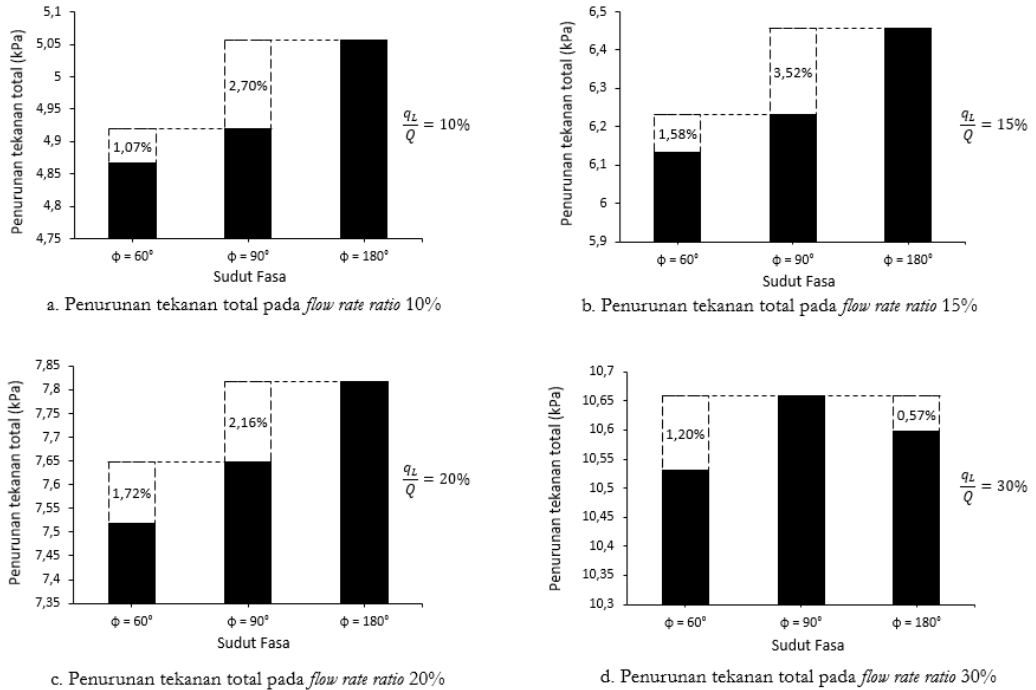 Penurunan tekanan total (kPa)
5,1
5,05
5
4,95
4,9
4,85
4,8
4,75
1,07%
2,70%
q_L/Q = 10%
φ = 60° φ = 90° φ = 180°
Sudut Fasa
a. Penurunan tekanan total pada flow rate ratio 10%
Penurunan tekanan total (kPa)
6,5
6,4
6,3
6,2
6,1
6
5,9
1,58%
3,52%
q_L/Q = 15%
φ = 60° φ = 90° φ = 180°
Sudut Fasa
b. Penurunan tekanan total pada flow rate ratio 15%
Penurunan tekanan total (kPa)
7,85
7,8
7,75
7,7
7,65
7,6
7,55
7,5
7,45
7,4
7,35
1,72%
2,16%
q_L/Q = 20%
φ = 60° φ = 90° φ = 180°
Sudut Fasa
c. Penurunan tekanan total pada flow rate ratio 20%
Penurunan tekanan total (kPa)
10,7
10,65
10,6
10,55
10,5
10,45
10,4
10,35
10,3
1,20%
0,57%
q_L/Q = 30%
φ = 60° φ = 90° φ = 180°
Sudut Fasa
d. Penurunan tekanan total pada flow rate ratio 30%